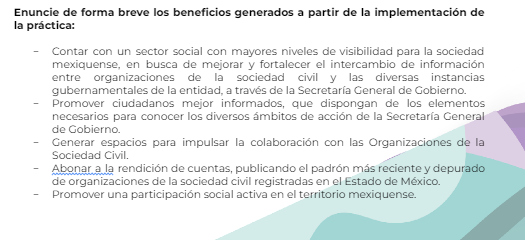 Enuncie de forma breve los beneficios generados a partir de la implementación de
la práctica:
− Contar con un sector social con mayores niveles de visibilidad para la sociedad
mexiquense, en busca de mejorar y fortalecer el intercambio de información
entre organizaciones de la sociedad civil y las diversas instancias
gubernamentales de la entidad, a través de la Secretaría General de Gobierno.
− Promover ciudadanos mejor informados, que dispongan de los elementos
necesarios para conocer los diversos ámbitos de acción de la Secretaría General
de Gobierno.
− Generar espacios para impulsar la colaboración con las Organizaciones de la
Sociedad Civil.
− Abonar a la rendición de cuentas, publicando el padrón más reciente y depurado
de organizaciones de la sociedad civil registradas en el Estado de México.
− Promover una participación social activa en el territorio mexiquense.